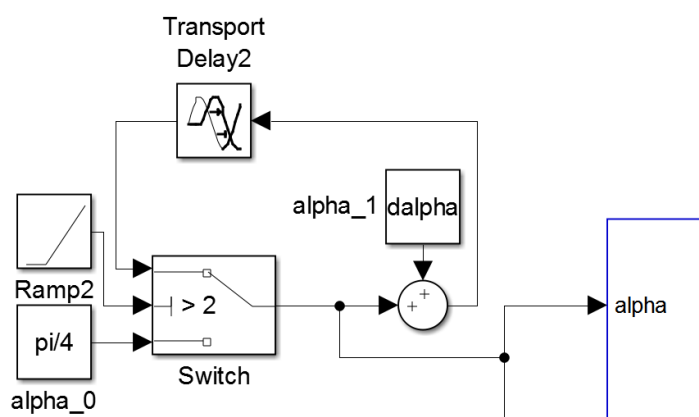 Transport
Delay2
alpha_1
dalpha
Ramp2
> 2
alpha
pi/4
Switch
alpha_0